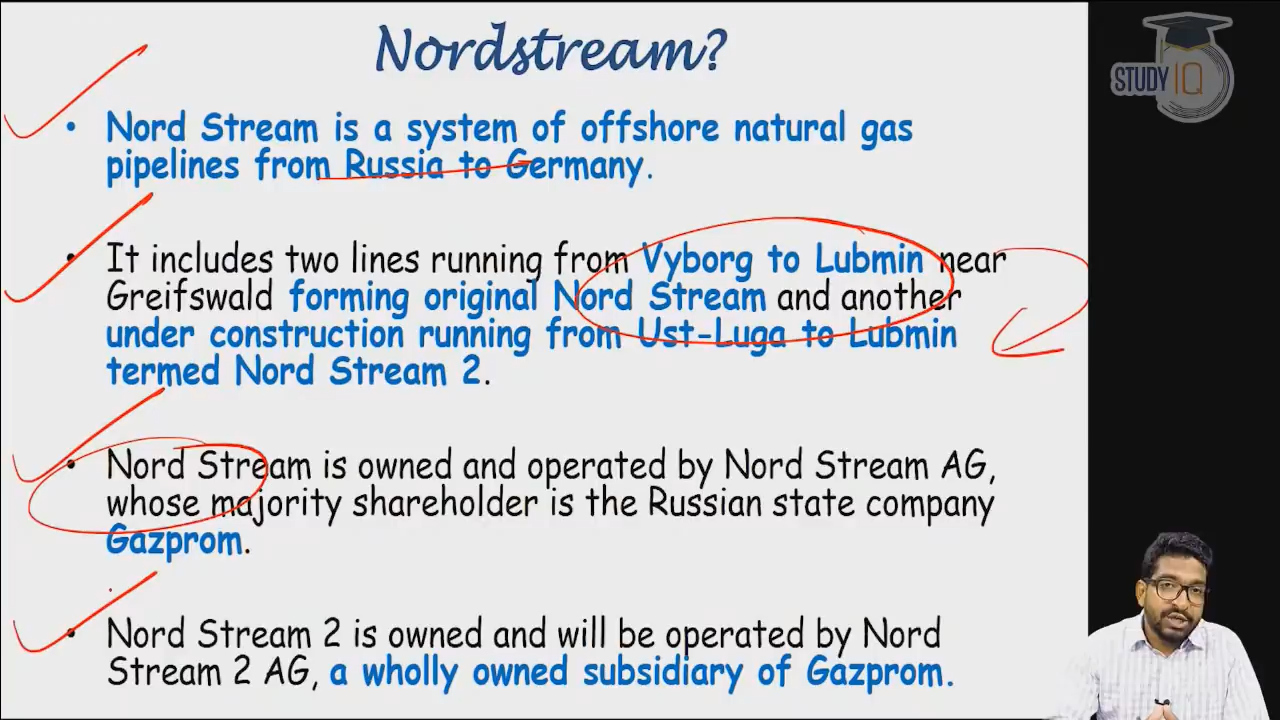 Nordstream?
STUDY IQ
• Nord Stream is a system of offshore natural gas
pipelines from Russia to Germany.
• It includes two lines running from Vyborg to Lubmin near
Greifswald forming original Nord Stream and another
under construction running from Ust-Luga to Lubmin
termed Nord Stream 2.
• Nord Stream is owned and operated by Nord Stream AG,
whose majority shareholder is the Russian state company
Gazprom.
• Nord Stream 2 is owned and will be operated by Nord
Stream 2 AG, a wholly owned subsidiary of Gazprom.